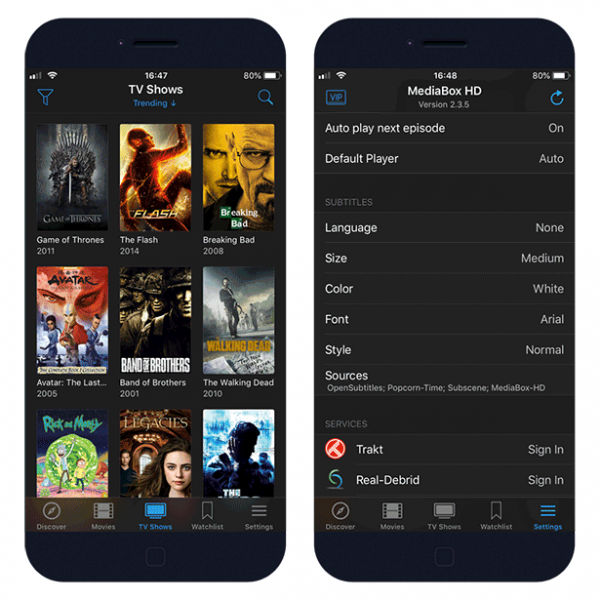 16:47
80%
TV Shows
Trending ↓
GAME OF THRONES
FLASH
Breaking
Bad
Game of Thrones
2011
The Flash
2014
Breaking Bad
2008
AVATAR
Avatar: The Last...
2005
BAND OF BROTHERS
Band of Brothers
2001
WALKING DEAD
The Walking Dead
2010
Rick and Morty
LEGACIES
THE
Discover
Movies
TV Shows
Watchlist
Settings
16:48
80%
VIP
MediaBox HD
Version 2.3.5
Auto play next episode On
Default Player Auto
SUBTITLES
Language None
Size Medium
Color White
Font Arial
Style Normal
Sources
OpenSubtitles; Popcorn-Time; Subscene; MediaBox-HD
SERVICES
Trakt Sign In
Real-Debrid Sign In
Discover
Movies
TV Shows
Watchlist
Settings